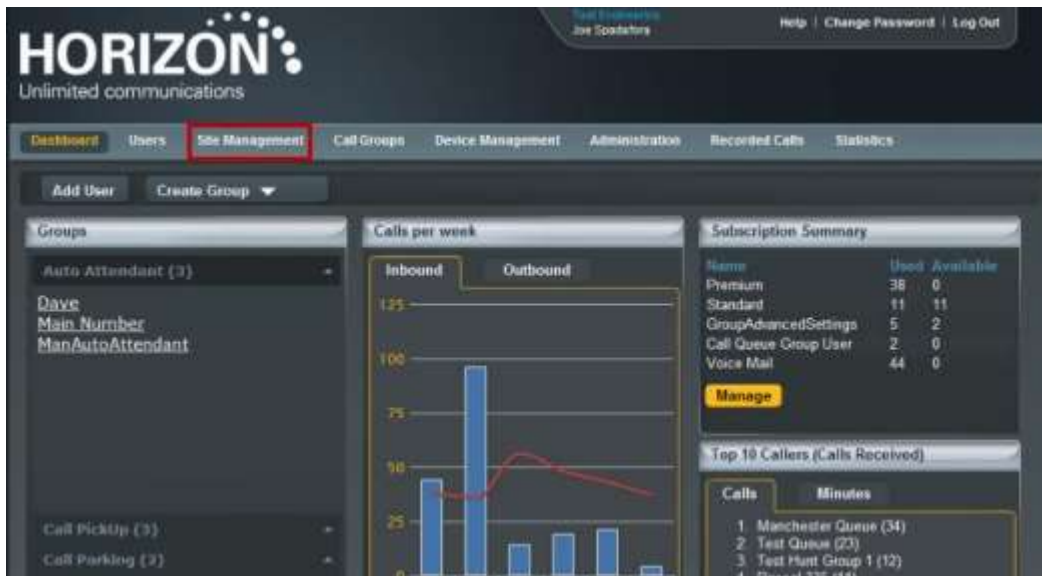 HORIZON
Unlimited communications
Joe Spadafora
Help | Change Password | Log Out
Dashboard Users Site Management Call Groups Device Management Administration Recorded Calls Statistics
Add User Create Group
Groups
Auto Attendant (3)
Dave
Main Number
ManAutoAttendant
Call PickUp (3)
Call Parking (2)
Calls per week
Inbound Outbound
125
100
75
50
25
0
Subscription Summary
Name Used Available
Premium 38 0
Standard 11 11
GroupAdvancedSettings 5 2
Call Queue Group User 2 0
Voice Mail 44 0
Manage
Top 10 Callers (Calls Received)
Calls Minutes
1. Manchester Queue (34)
2 Test Queue (23)
3. Test Hunt Group 1 (12)